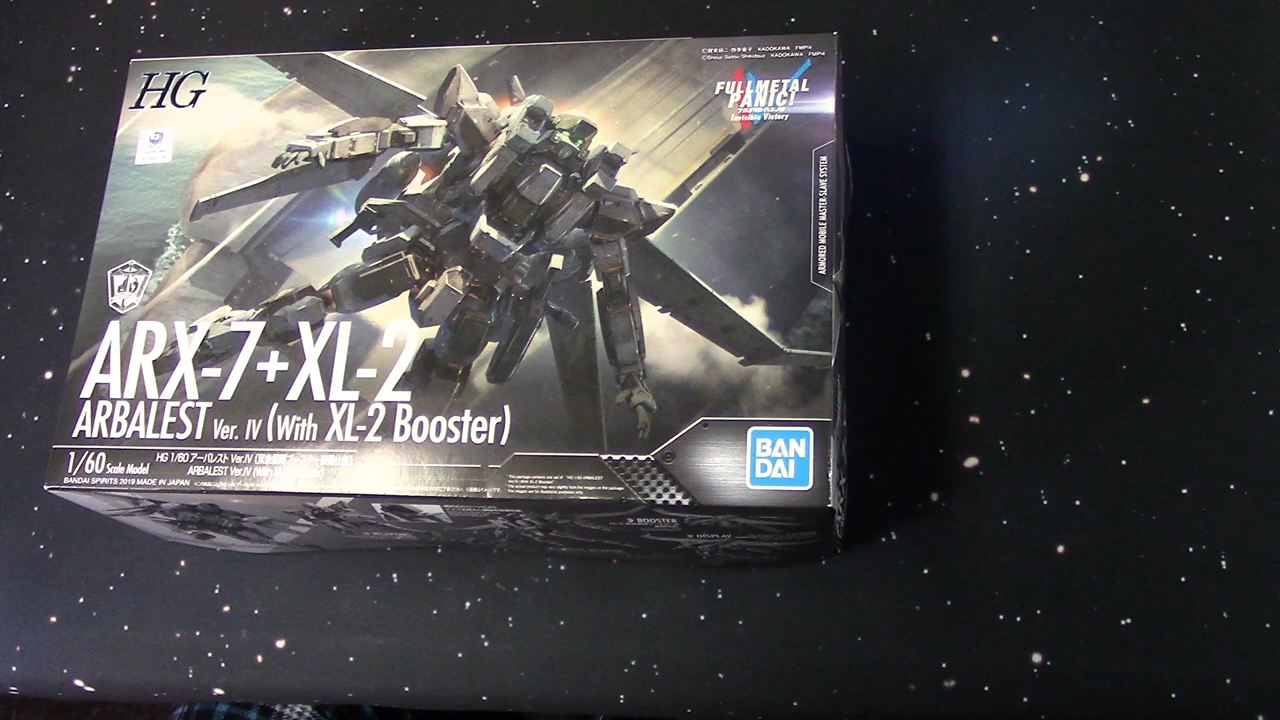 HG
FULLMETAL
PANIC!
Invisible Victory
ARMORED MOBILE MASTER-SLAVE SYSTEM
ARX-7+XL-2
ARBALEST Ver. IV (With XL-2 Booster)
1/60 Scale Model
HG 1/60 アーバレスト Ver.IV
ARBALEST Ver.IV
BANDAI SPIRITS 2019 MADE IN JAPAN
BAN
DAI
BOOSTER
DISPLAY